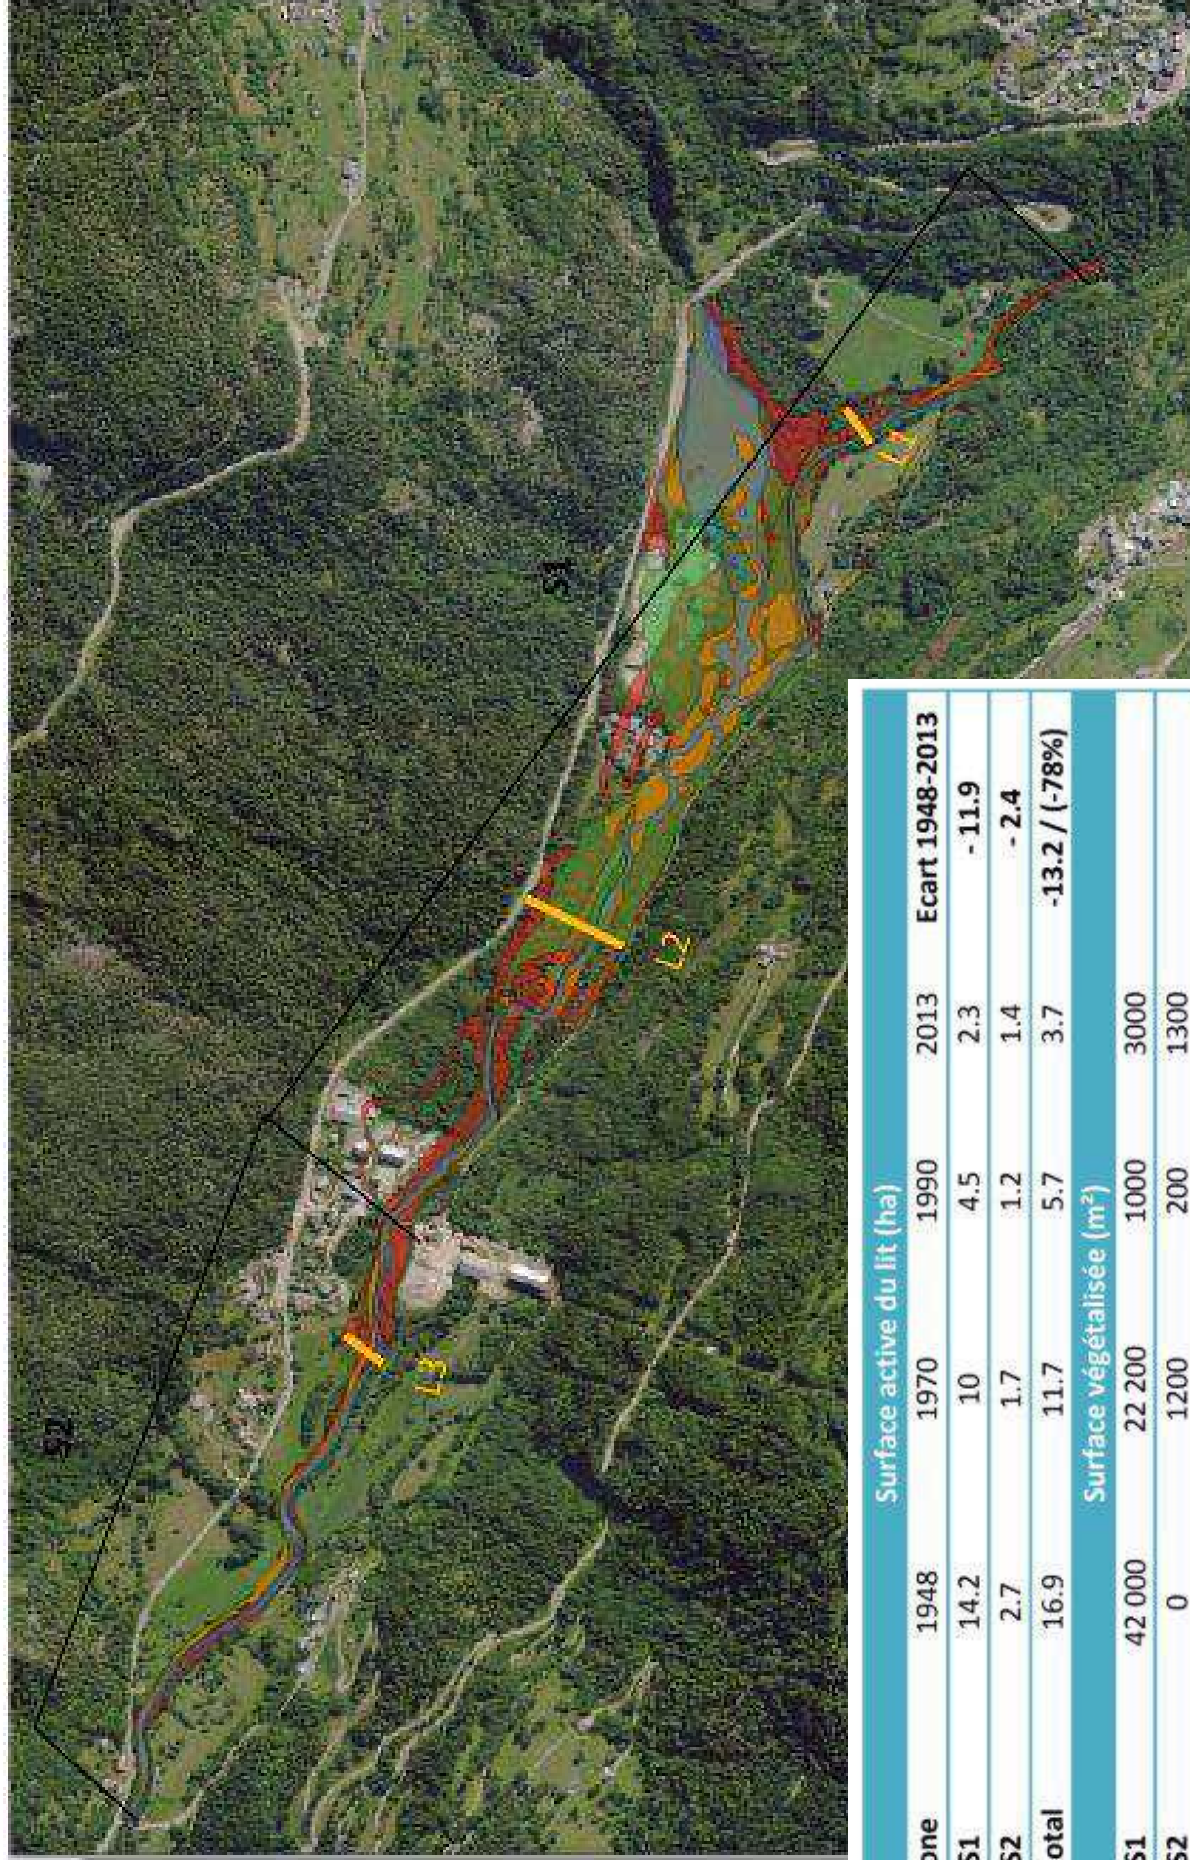 S2
S1
L3
L2
L1
Surface active du lit (ha)
one 1948 1970 1990 2013 Ecart 1948-2013
S1 14.2 10 4.5 2.3 - 11.9
S2 2.7 1.7 1.2 1.4 - 2.4
otal 16.9 11.7 5.7 3.7 -13.2 / (-78%)
Surface végétalisée (m²)
S1 42 000 22 200 1000 3000
S2 0 1200 200 1300